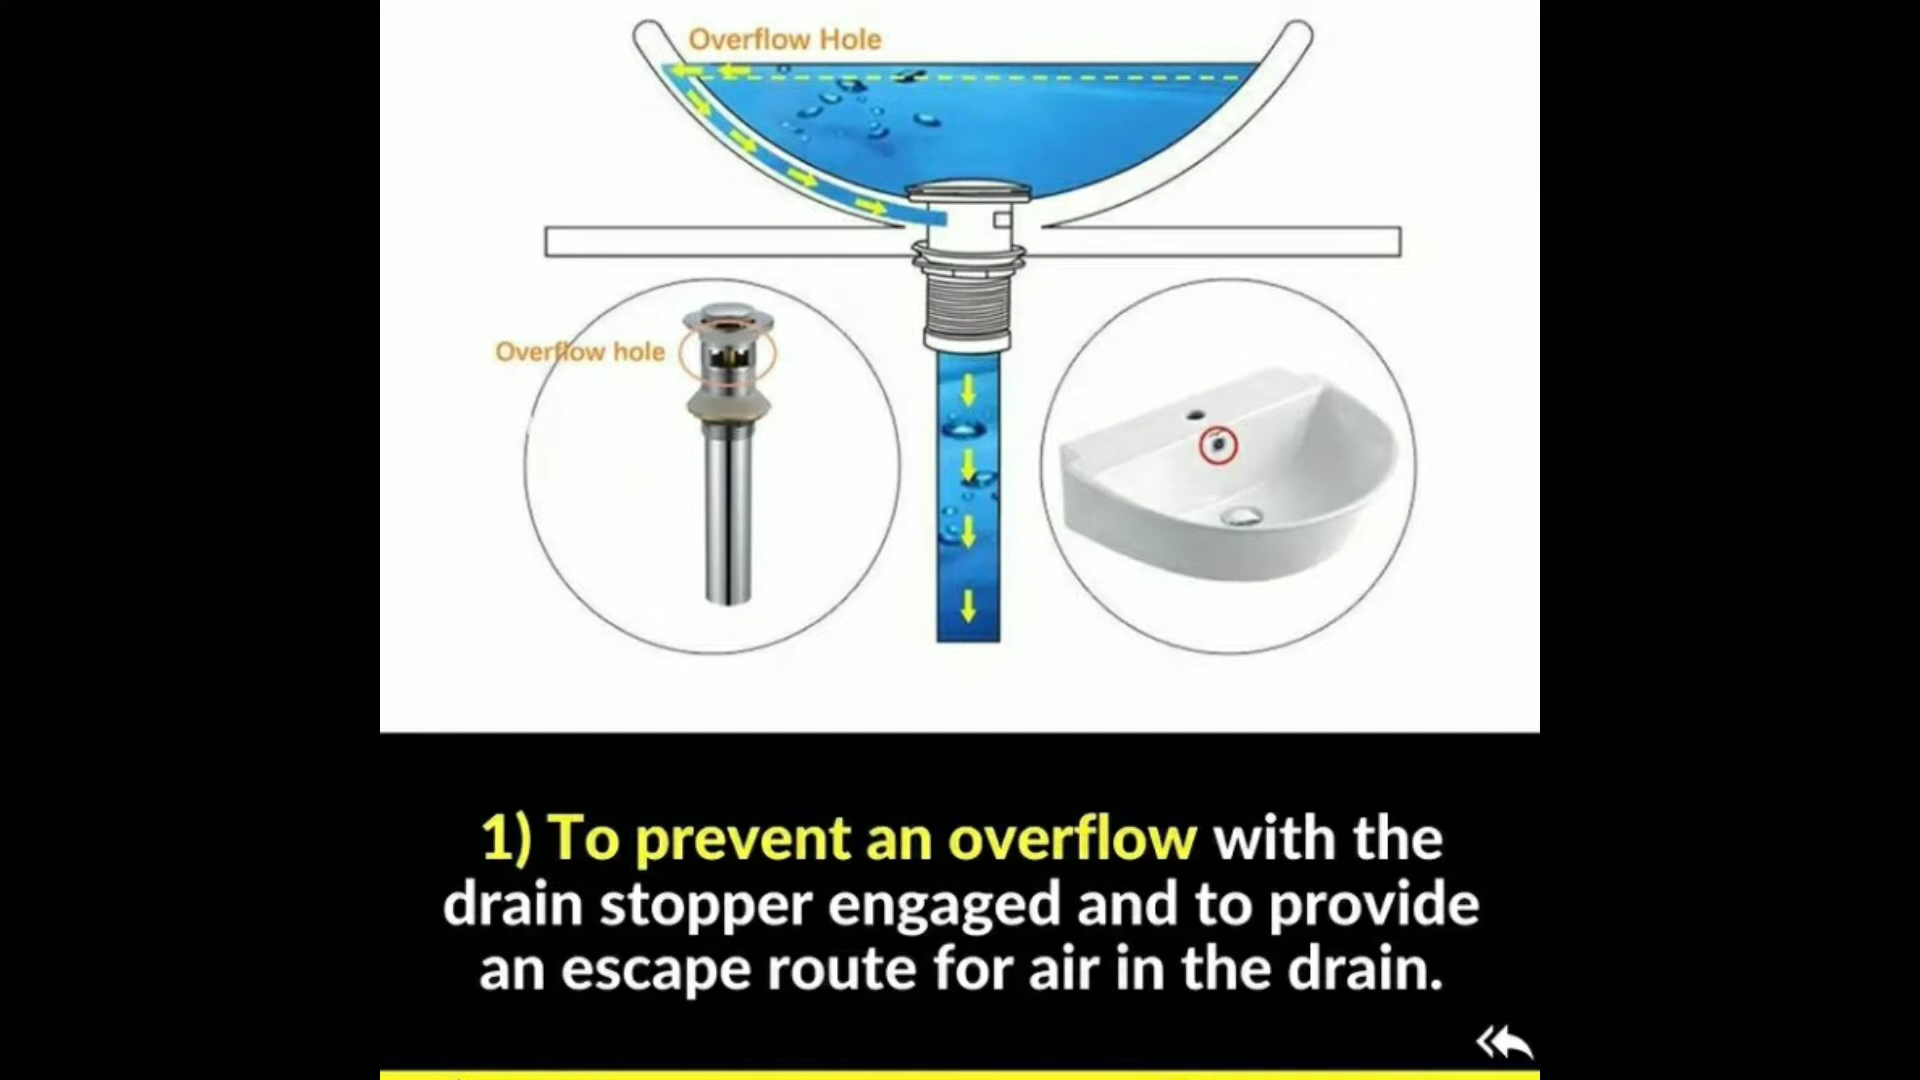 Overflow Hole
Overflow hole
1) To prevent an overflow with the
drain stopper engaged and to provide
an escape route for air in the drain.